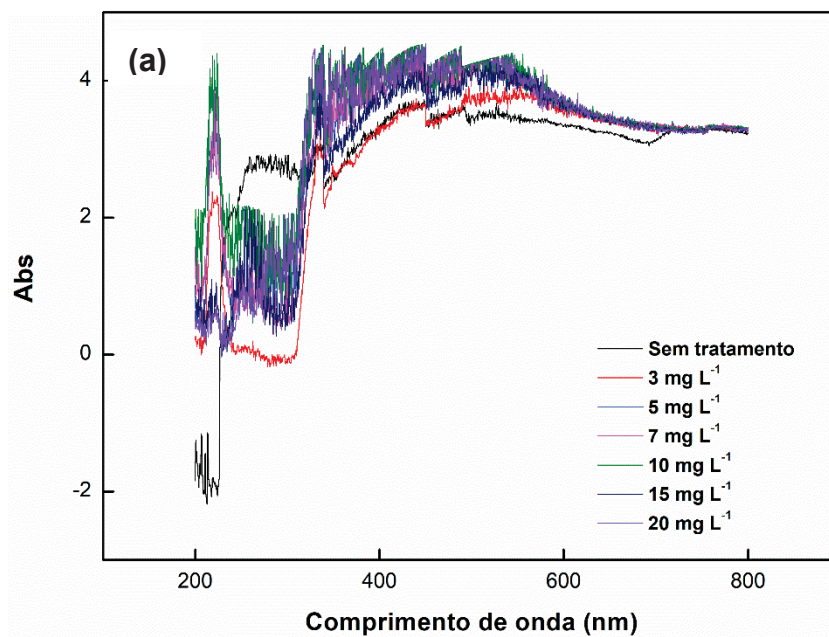 (a)
4
2
0
-2
Abs
Sem tratamento
3 mg L⁻¹
5 mg L⁻¹
7 mg L⁻¹
10 mg L⁻¹
15 mg L⁻¹
20 mg L⁻¹
200 400 600 800
Comprimento de onda (nm)